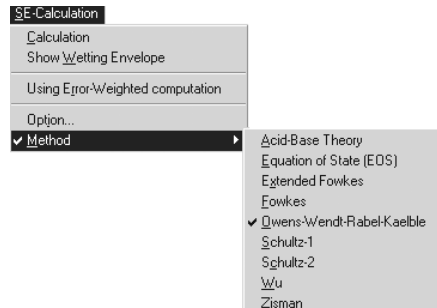 SE-Calculation
Calculation
Show Wetting Envelope
Using Error-Weighted computation
Option...
Method
Acid-Base Theory
Equation of State (EOS)
Extended Fowkes
Fowkes
Owens-Wendt-Rabel-Kaelble
Schultz-1
Schultz-2
Wu
Zisman